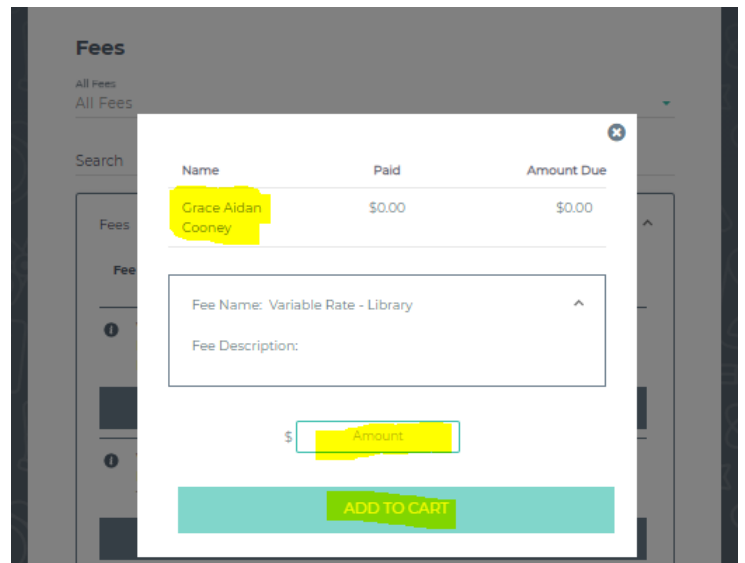 Fees
All Fees
All Fees
Search
Name Paid Amount Due
Grace Aidan $0.00 $0.00
Cooney
Fees
Fee
Fee Name: Variable Rate - Library
Fee Description:
$ Amount
ADD TO CART